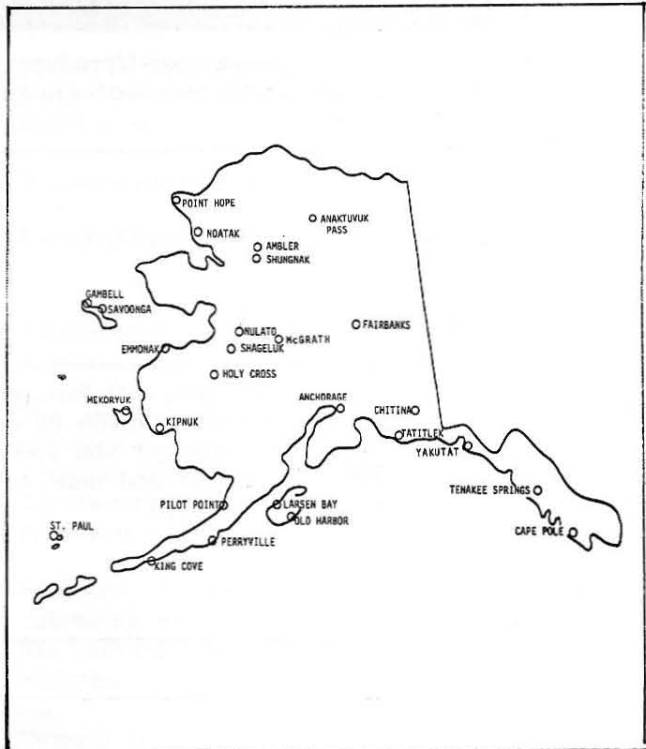 POINT HOPE
ANAKTUVUK
PASS
NOATAK
AMBLER
SHUNGNAK
GAMBELL
SAVOONGA
NULATO
McGRATH
FAIRBANKS
EMMONAK
SHAGELUK
HOLY CROSS
MEKORYUK
ANCHORAGE
CHITINA
KIPNUK
TATITLEK
YAKUTAT
TENAKEE SPRINGS
PILOT POINT
LARSEN BAY
OLD HARBOR
ST. PAUL
CAPE POLE
PERRYVILLE
KING COVE